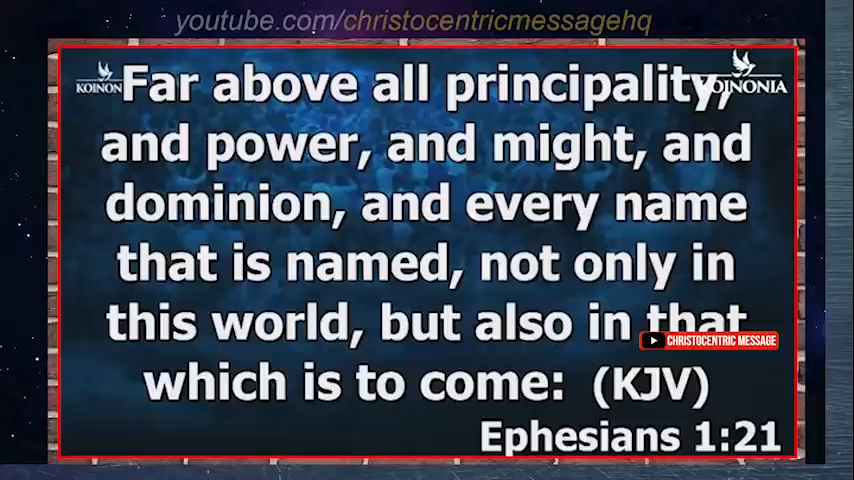 youtube.com/christocentricmessagehq
KOINON
KOINONIA
Far above all principality,
and power, and might, and
dominion, and every name
that is named, not only in
this world, but also in that
CHRISTOCENTRIC MESSAGE
which is to come: (KJV)
Ephesians 1:21